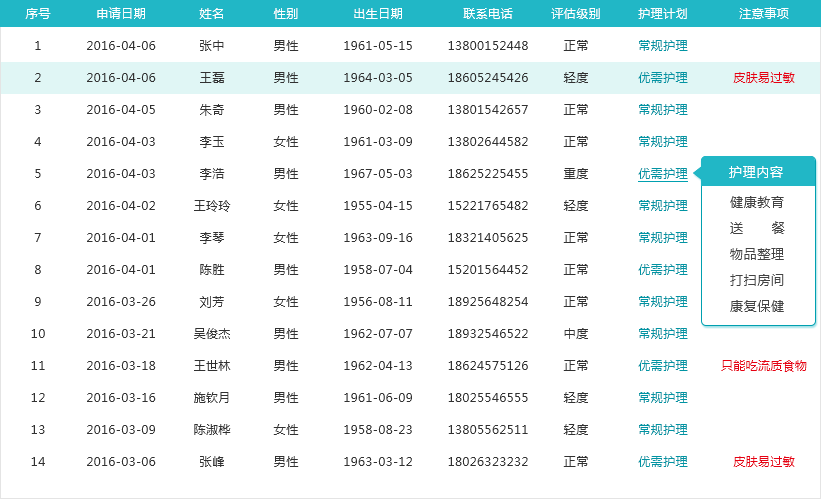 序号 申请日期 姓名 性别 出生日期 联系电话 评估级别 护理计划 注意事项
1 2016-04-06 张中 男性 1961-05-15 13800152448 正常 常规护理
2 2016-04-06 王磊 男性 1964-03-05 18605245426 轻度 优需护理 皮肤易过敏
3 2016-04-05 朱奇 男性 1960-02-08 13801542657 正常 常规护理
4 2016-04-03 李玉 女性 1961-03-09 13802644582 正常 常规护理
5 2016-04-03 李浩 男性 1967-05-03 18625225455 重度 优需护理
6 2016-04-02 王玲玲 女性 1955-04-15 15221765482 轻度 常规护理
7 2016-04-01 李琴 女性 1963-09-16 18321405625 正常 常规护理
8 2016-04-01 陈胜 男性 1958-07-04 15201564452 正常 优需护理
9 2016-03-26 刘芳 女性 1956-08-11 18925648254 正常 常规护理
10 2016-03-21 吴俊杰 男性 1962-07-07 18932546522 中度 常规护理
11 2016-03-18 王世林 男性 1962-04-13 18624575126 正常 优需护理 只能吃流质食物
12 2016-03-16 施钦月 男性 1961-06-09 18025546555 轻度 常规护理
13 2016-03-09 陈淑桦 女性 1958-08-23 13805562511 轻度 常规护理
14 2016-03-06 张峰 男性 1963-03-12 18026323232 正常 优需护理 皮肤易过敏
护理内容
健康教育
送 餐
物品整理
打扫房间
康复保健